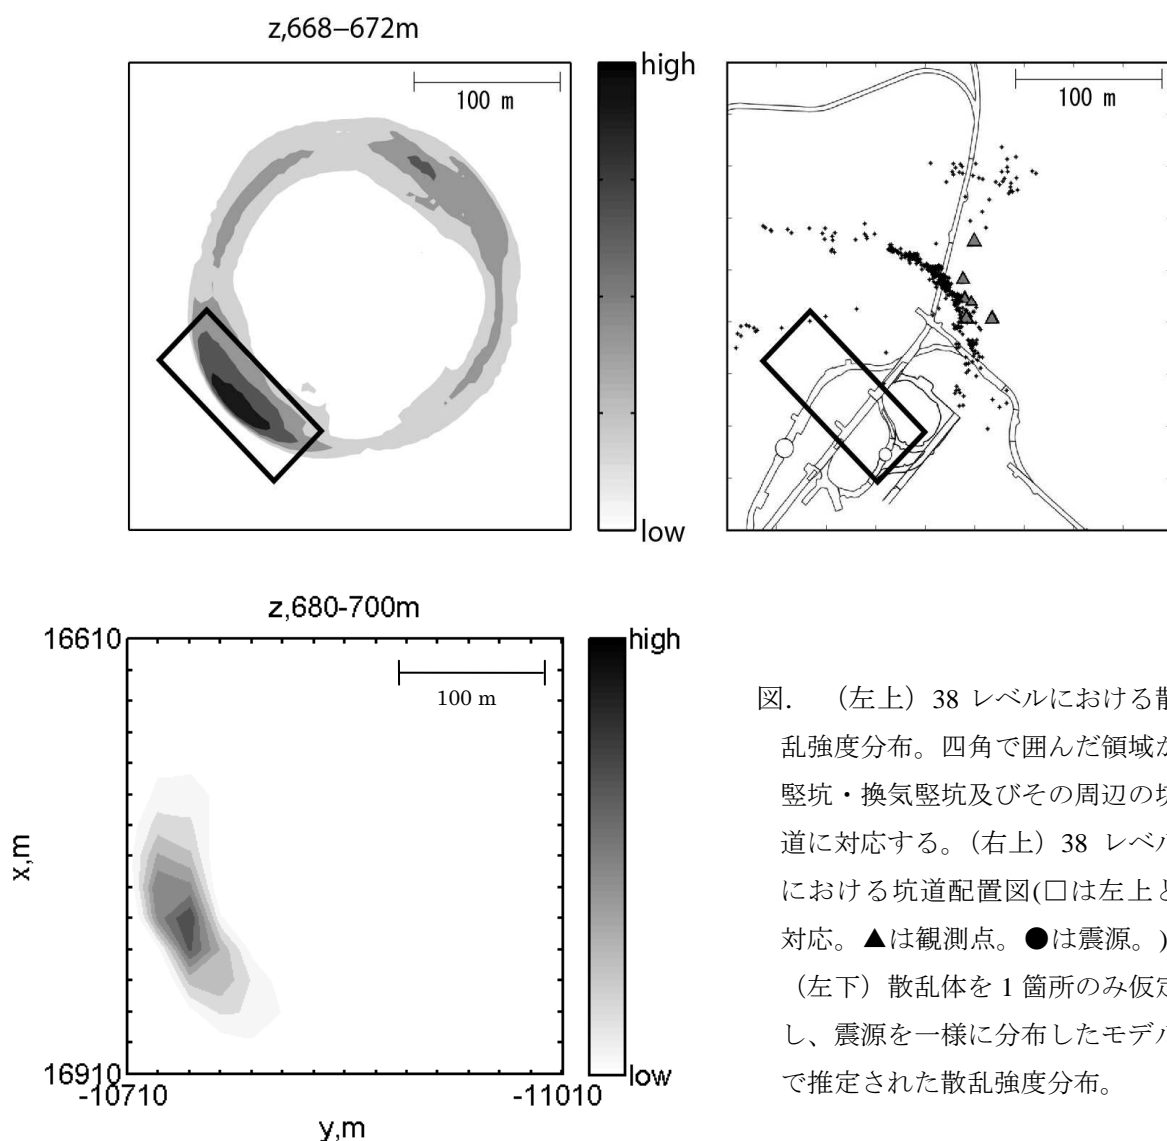 z,668–672m
high
100 m
low
100 m
z,680-700m
16610
high
100 m
x,m
16910
low
-10710
-11010
y,m
図. （左上）38 レベルにおける散
乱強度分布。四角で囲んだ領域が
竪坑・換気竪坑及びその周辺の坑
道に対応する。（右上）38 レベル
における坑道配置図(□は左上と
対応。▲は観測点。●は震源。)
（左下）散乱体を 1 箇所のみ仮定
し、震源を一様に分布したモデル
で推定された散乱強度分布。